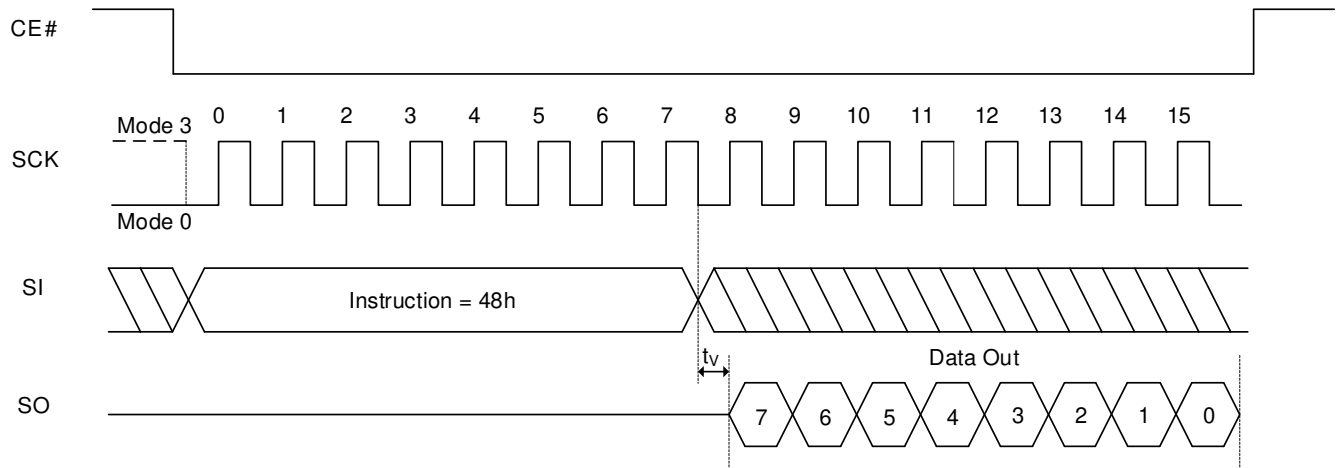 CE#
0 1 2 3 4 5 6 7 8 9 10 11 12 13 14 15
Mode 3
SCK
Mode 0
SI
Instruction = 48h
tV
Data Out
SO
7 6 5 4 3 2 1 0